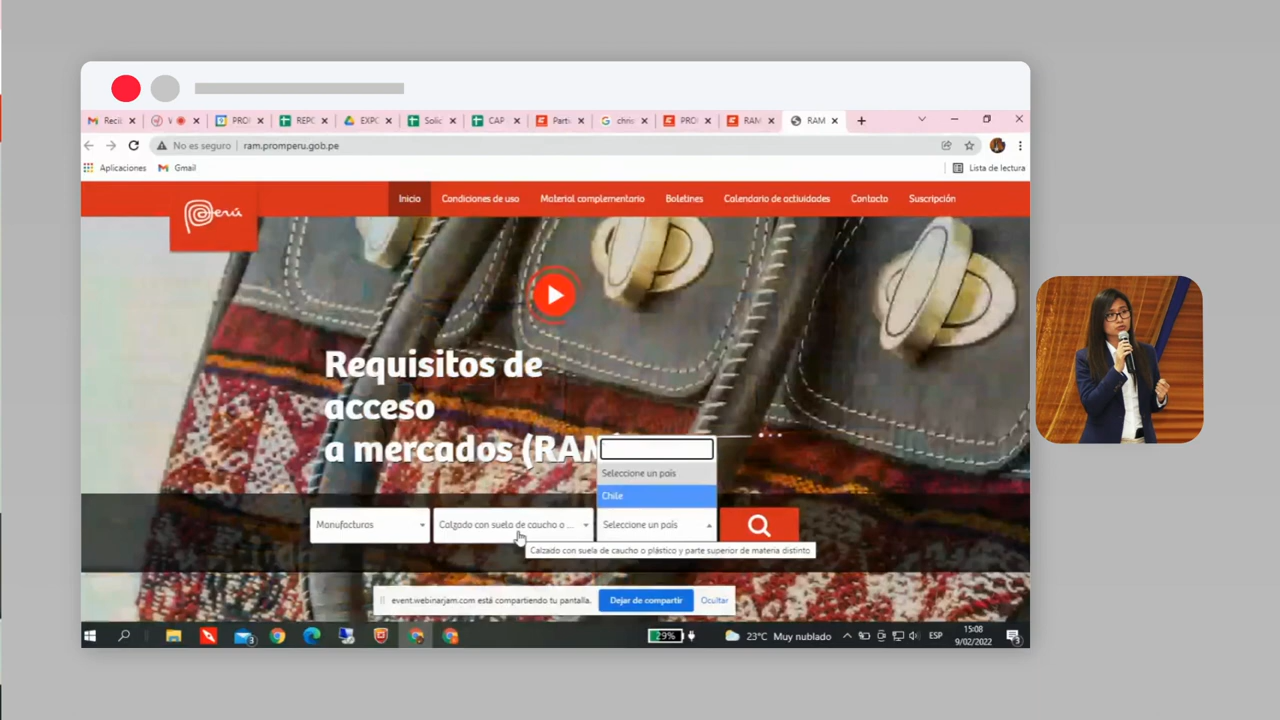 Reci
PRO
REPC
EXPC
Solic
CAP
Parti
chris
PRO
RAM
RAM
No es seguro
ram.promperu.gob.pe
Aplicaciones
Gmail
Lista de lectura
Perú
Inicio
Condiciones de uso
Material complementario
Boletines
Calendario de actividades
Contacto
Suscripción
Requisitos de
acceso
a mercados (RAM
Seleccione un país
Chile
Manufacturas
Calzado con suela de caucho o ...
Seleccione un país
Calzado con suela de caucho o plástico y parte superior de materia distinto
event.webinarjam.com está compartiendo tu pantalla.
Dejar de compartir
Ocultar
29%
23°C Muy nublado
ESP
15:08
9/02/2022